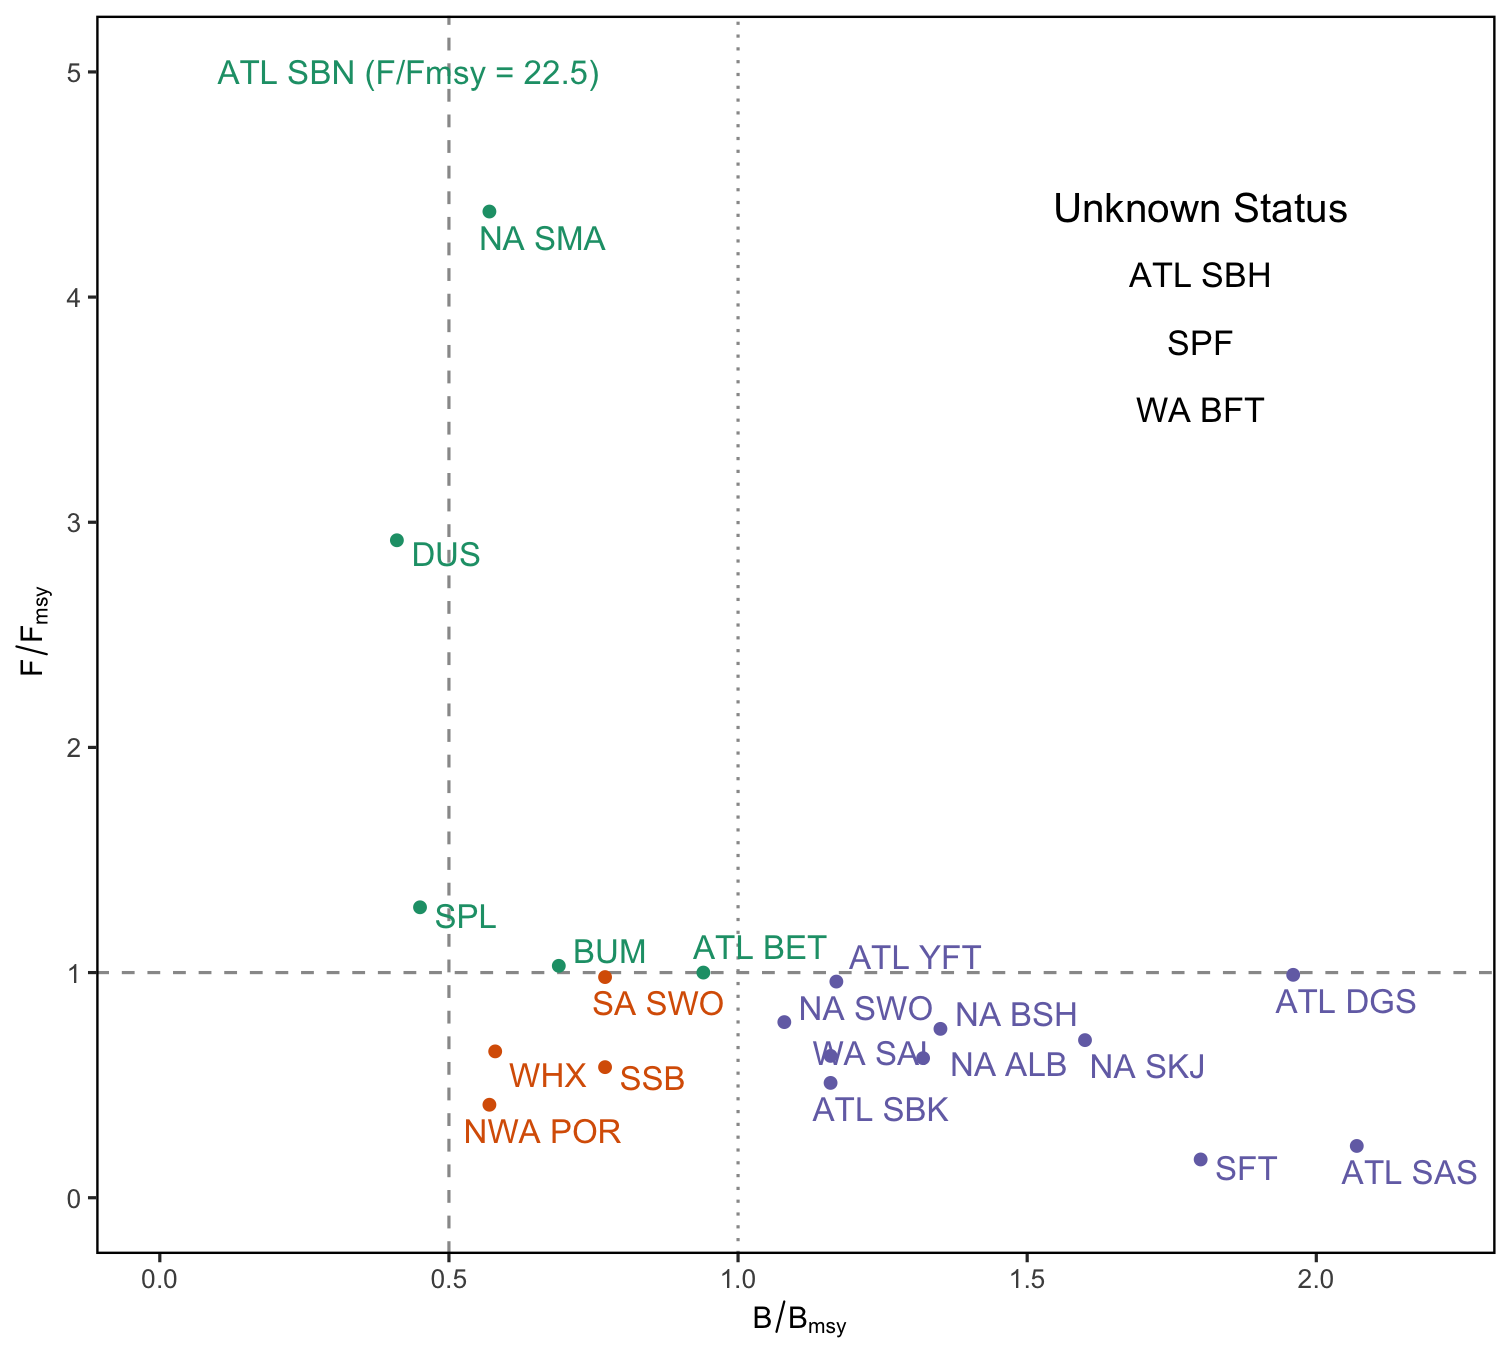 ATL SBN (F/Fmsy = 22.5)
NA SMA
Unknown Status
ATL SBH
SPF
WA BFT
DUS
SPL
BUM
ATL BET
SA SWO
ATL YFT
NA SWO
NA BSH
ATL DGS
WA SAI
NA ALB
NA SKJ
WHX
SSB
ATL SBK
NWA POR
SFT
ATL SAS
5
4
3
2
1
0
F/Fmsy
0.0 0.5 1.0 1.5 2.0
B/Bmsy